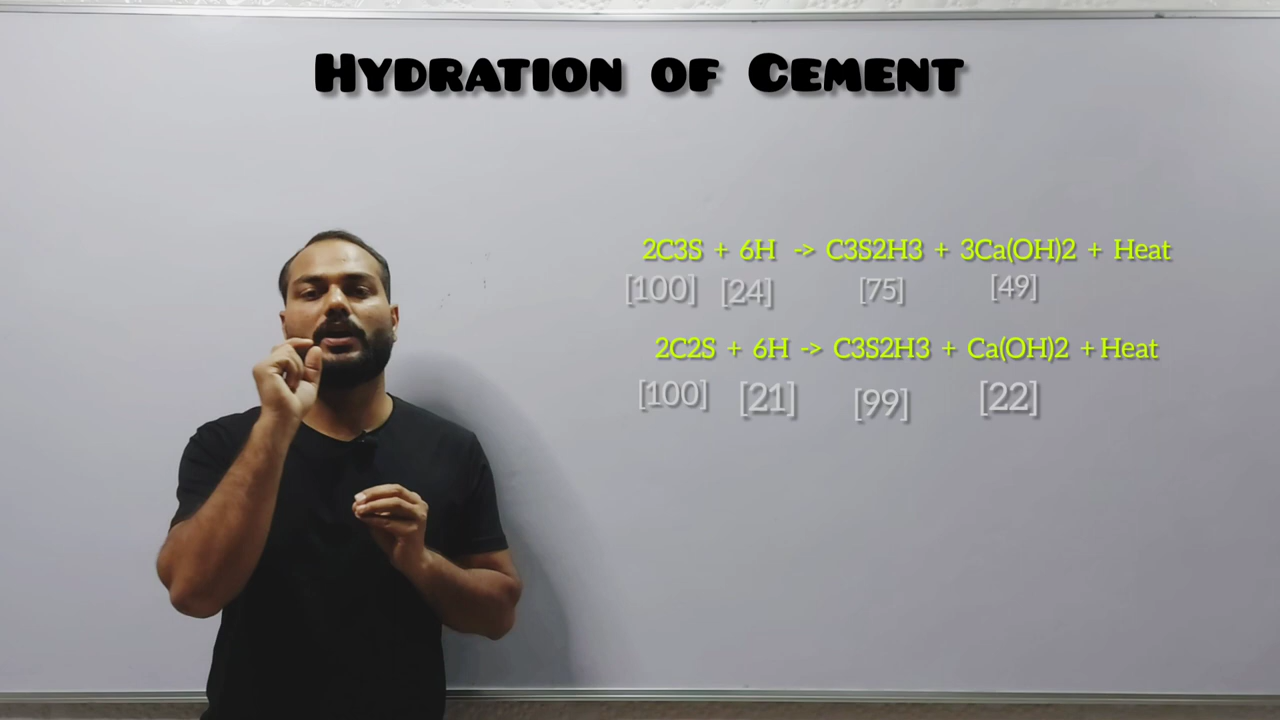 Hydration of Cement
2C3S + 6H -> C3S2H3 + 3Ca(OH)2 + Heat
[100] [24] [75] [49]
2C2S + 6H -> C3S2H3 + Ca(OH)2 + Heat
[100] [21] [99] [22]